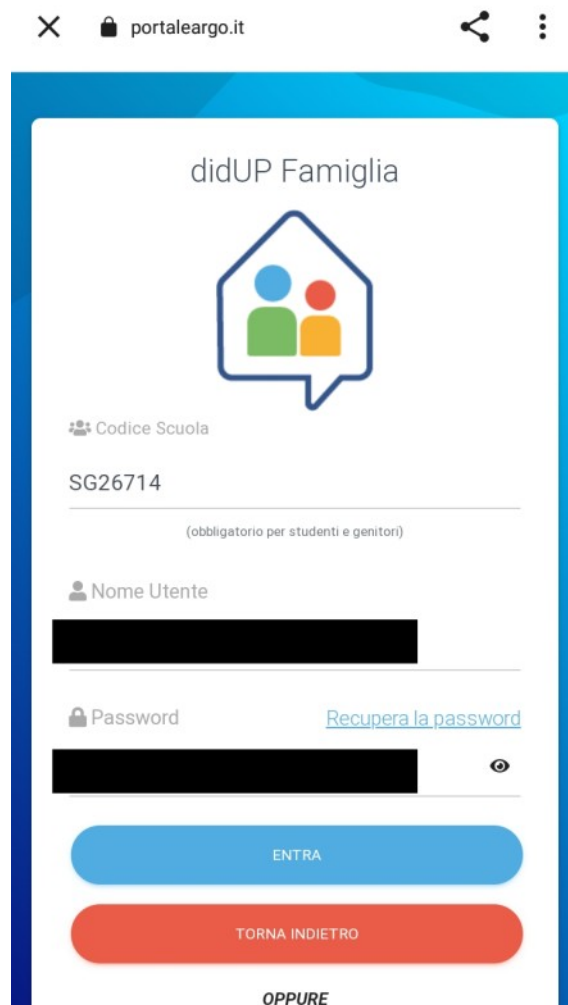 portaleargo.it
didUP Famiglia
Codice Scuola
SG26714
(obbligatorio per studenti e genitori)
Nome Utente
Password Recupera la password
ENTRA
TORNA INDIETRO
OPPURE